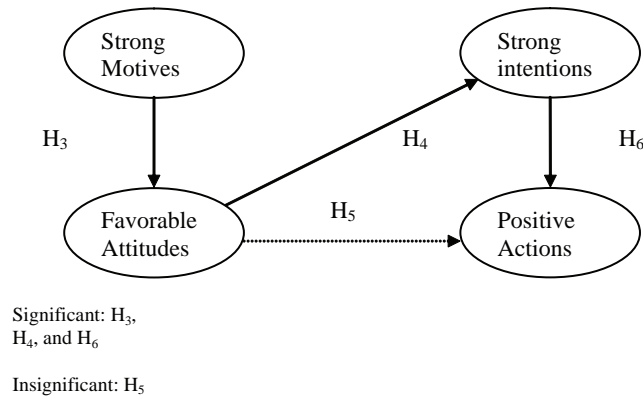 Strong
Motives
Strong
intentions
H₃
H₄
H₆
Favorable
Attitudes
H₅
Positive
Actions
Significant: H₃,
H₄, and H₆
Insignificant: H₅